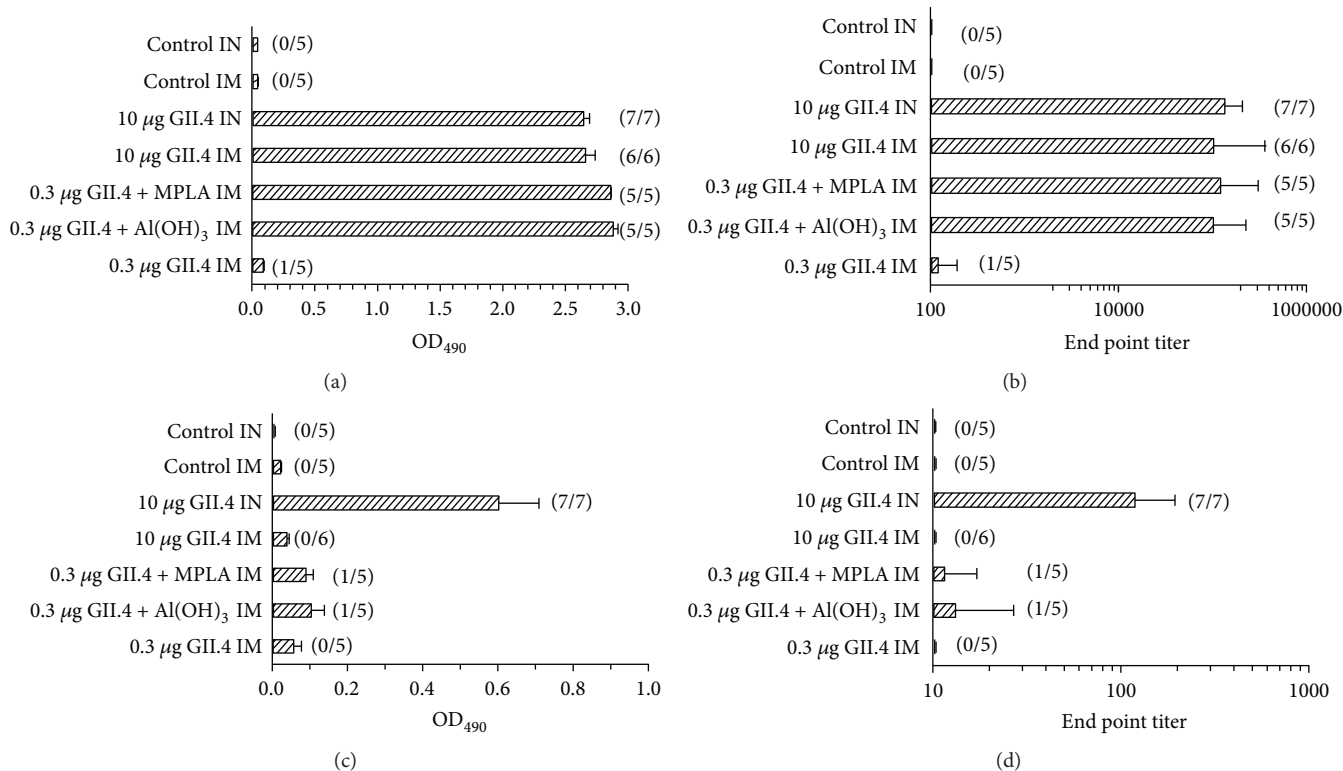 Control IN (0/5)
Control IM (0/5)
10 μg GII.4 IN (7/7)
10 μg GII.4 IM (6/6)
0.3 μg GII.4 + MPLA IM (5/5)
0.3 μg GII.4 + Al(OH)₃ IM (5/5)
0.3 μg GII.4 IM (1/5)
0.0 0.5 1.0 1.5 2.0 2.5 3.0
OD₄₉₀
(a)
Control IN (0/5)
Control IM (0/5)
10 μg GII.4 IN (7/7)
10 μg GII.4 IM (6/6)
0.3 μg GII.4 + MPLA IM (5/5)
0.3 μg GII.4 + Al(OH)₃ IM (5/5)
0.3 μg GII.4 IM (1/5)
100 10000 1000000
End point titer
(b)
Control IN (0/5)
Control IM (0/5)
10 μg GII.4 IN (7/7)
10 μg GII.4 IM (0/6)
0.3 μg GII.4 + MPLA IM (1/5)
0.3 μg GII.4 + Al(OH)₃ IM (1/5)
0.3 μg GII.4 IM (0/5)
0.0 0.2 0.4 0.6 0.8 1.0
OD₄₉₀
(c)
Control IN (0/5)
Control IM (0/5)
10 μg GII.4 IN (7/7)
10 μg GII.4 IM (0/6)
0.3 μg GII.4 + MPLA IM (1/5)
0.3 μg GII.4 + Al(OH)₃ IM (1/5)
0.3 μg GII.4 IM (0/5)
10 100 1000
End point titer
(d)